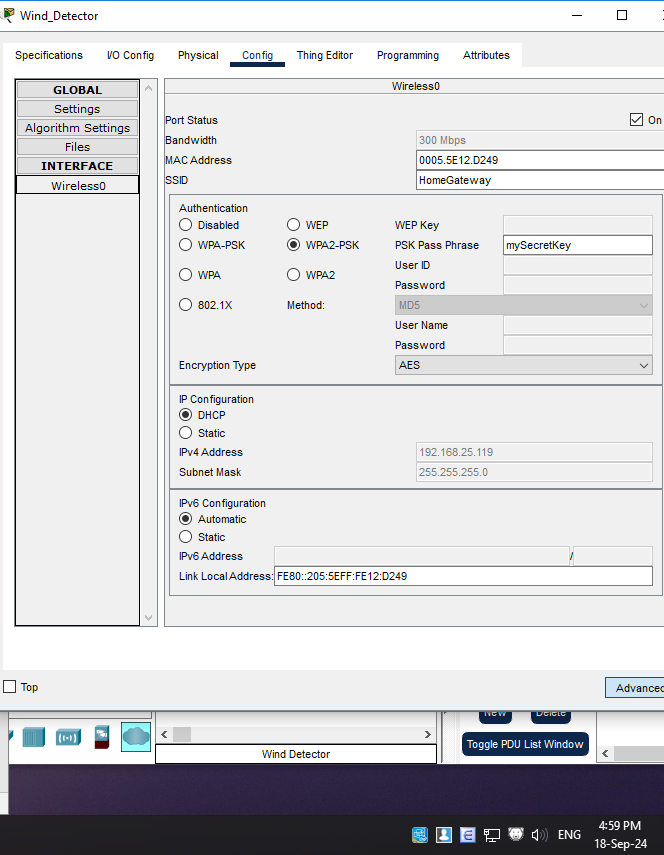 Wind_Detector
Specifications I/O Config Physical Config Thing Editor Programming Attributes
GLOBAL
Settings
Algorithm Settings
Files
INTERFACE
Wireless0
Wireless0
Port Status On
Bandwidth 300 Mbps
MAC Address 0005.5E12.D249
SSID HomeGateway
Authentication
Disabled WEP WEP Key
WPA-PSK WPA2-PSK PSK Pass Phrase mySecretKey
User ID
WPA WPA2 Password
802.1X Method: MD5
User Name
Password
Encryption Type AES
IP Configuration
DHCP
Static
IPv4 Address 192.168.25.119
Subnet Mask 255.255.255.0
IPv6 Configuration
Automatic
Static
IPv6 Address /
Link Local Address: FE80::205:5EFF:FE12:D249
Top Advanced
New Delete
Toggle PDU List Window
Wind Detector
ENG 4:59 PM
18-Sep-24